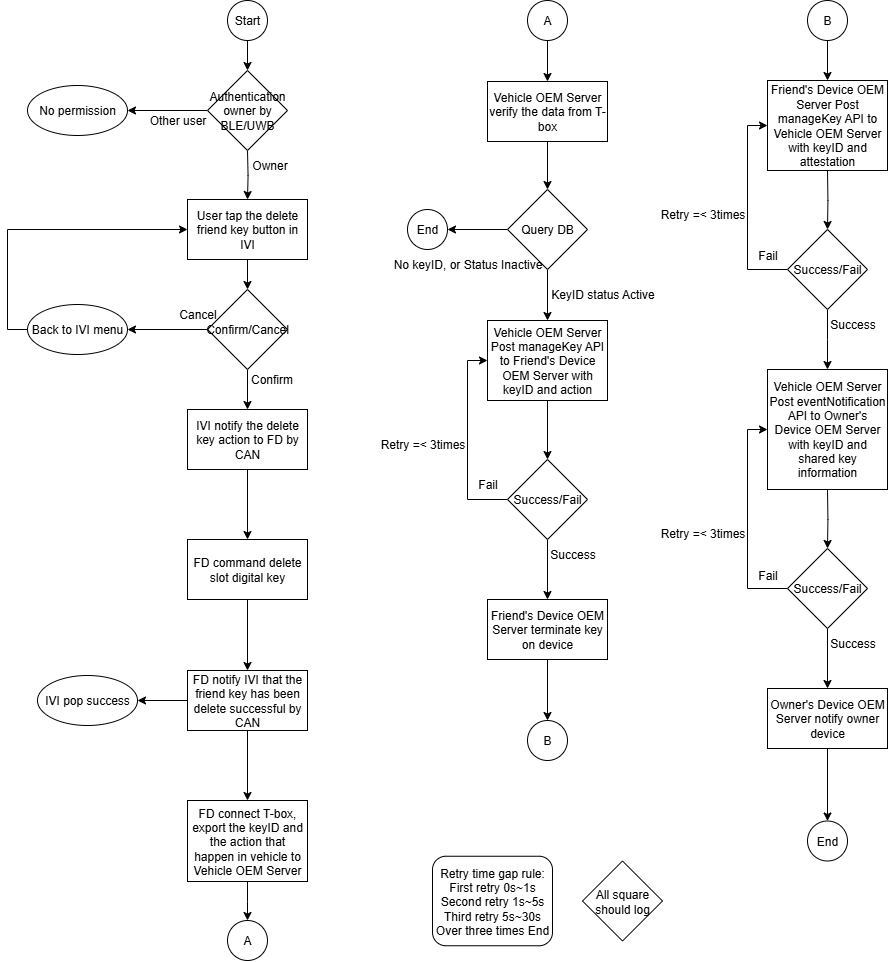 Start
Authentication
owner by
BLE/UWB
No permission
Other user
Owner
User tap the delete
friend key button in
IVI
Confirm/Cancel
Cancel
Back to IVI menu
Confirm
IVI notify the delete
key action to FD by
CAN
FD command delete
slot digital key
FD notify IVI that the
friend key has been
delete successful by
CAN
IVI pop success
FD connect T-box,
export the keyID and
the action that
happen in vehicle to
Vehicle OEM Server
A
A
Vehicle OEM Server
verify the data from T-
box
Query DB
End
No keyID, or Status Inactive
KeyID status Active
Vehicle OEM Server
Post manageKey API
to Friend's Device
OEM Server with
keyID and action
Retry =< 3times
Fail
Success/Fail
Success
Friend's Device OEM
Server terminate key
on device
B
B
Friend's Device OEM
Server Post
manageKey API to
Vehicle OEM Server
with keyID and
attestation
Retry =< 3times
Fail
Success/Fail
Success
Vehicle OEM Server
Post eventNotification
API to Owner's
Device OEM Server
with keyID and
shared key
information
Retry =< 3times
Fail
Success/Fail
Success
Owner's Device OEM
Server notify owner
device
End
Retry time gap rule:
First retry 0s~1s
Second retry 1s~5s
Third retry 5s~30s
Over three times End
All square
should log